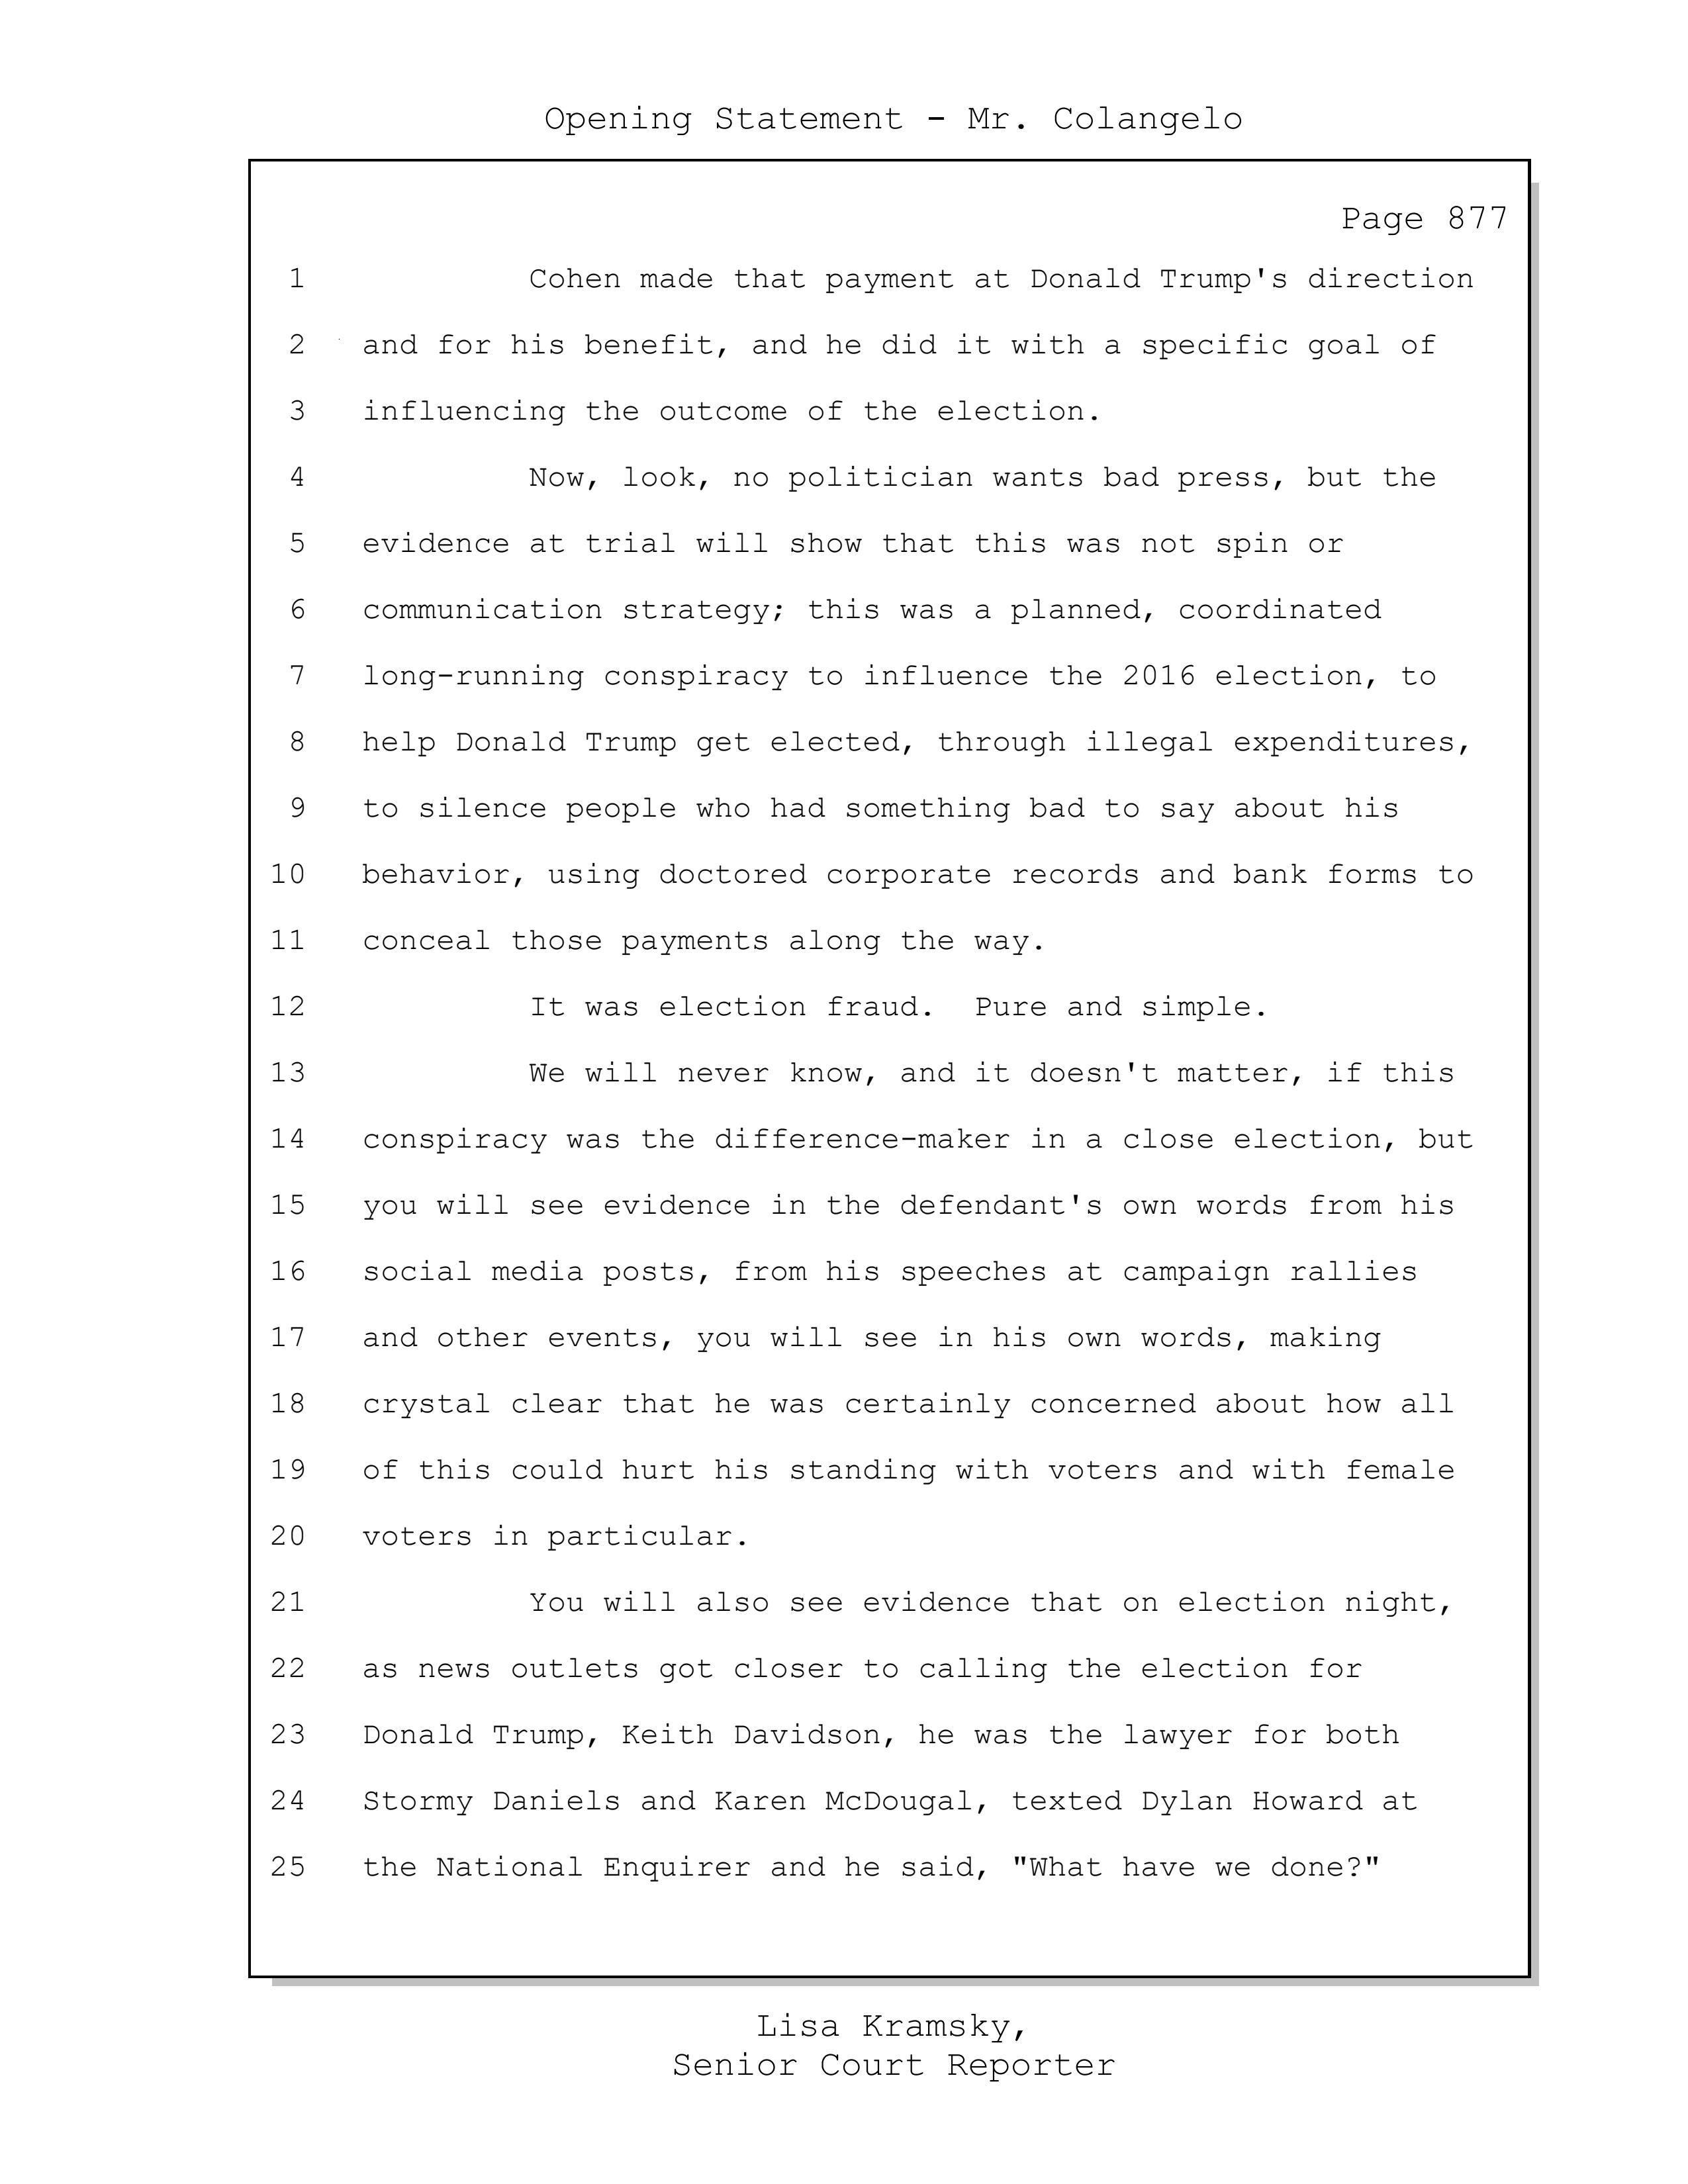 Opening Statement - Mr. Colangelo
Page 877
1 Cohen made that payment at Donald Trump's direction
2 and for his benefit, and he did it with a specific goal of
3 influencing the outcome of the election.
4 Now, look, no politician wants bad press, but the
5 evidence at trial will show that this was not spin or
6 communication strategy; this was a planned, coordinated
7 long-running conspiracy to influence the 2016 election, to
8 help Donald Trump get elected, through illegal expenditures,
9 to silence people who had something bad to say about his
10 behavior, using doctored corporate records and bank forms to
11 conceal those payments along the way.
12 It was election fraud.  Pure and simple.
13 We will never know, and it doesn't matter, if this
14 conspiracy was the difference-maker in a close election, but
15 you will see evidence in the defendant's own words from his
16 social media posts, from his speeches at campaign rallies
17 and other events, you will see in his own words, making
18 crystal clear that he was certainly concerned about how all
19 of this could hurt his standing with voters and with female
20 voters in particular.
21 You will also see evidence that on election night,
22 as news outlets got closer to calling the election for
23 Donald Trump, Keith Davidson, he was the lawyer for both
24 Stormy Daniels and Karen McDougal, texted Dylan Howard at
25 the National Enquirer and he said, "What have we done?"
Lisa Kramsky,
Senior Court Reporter